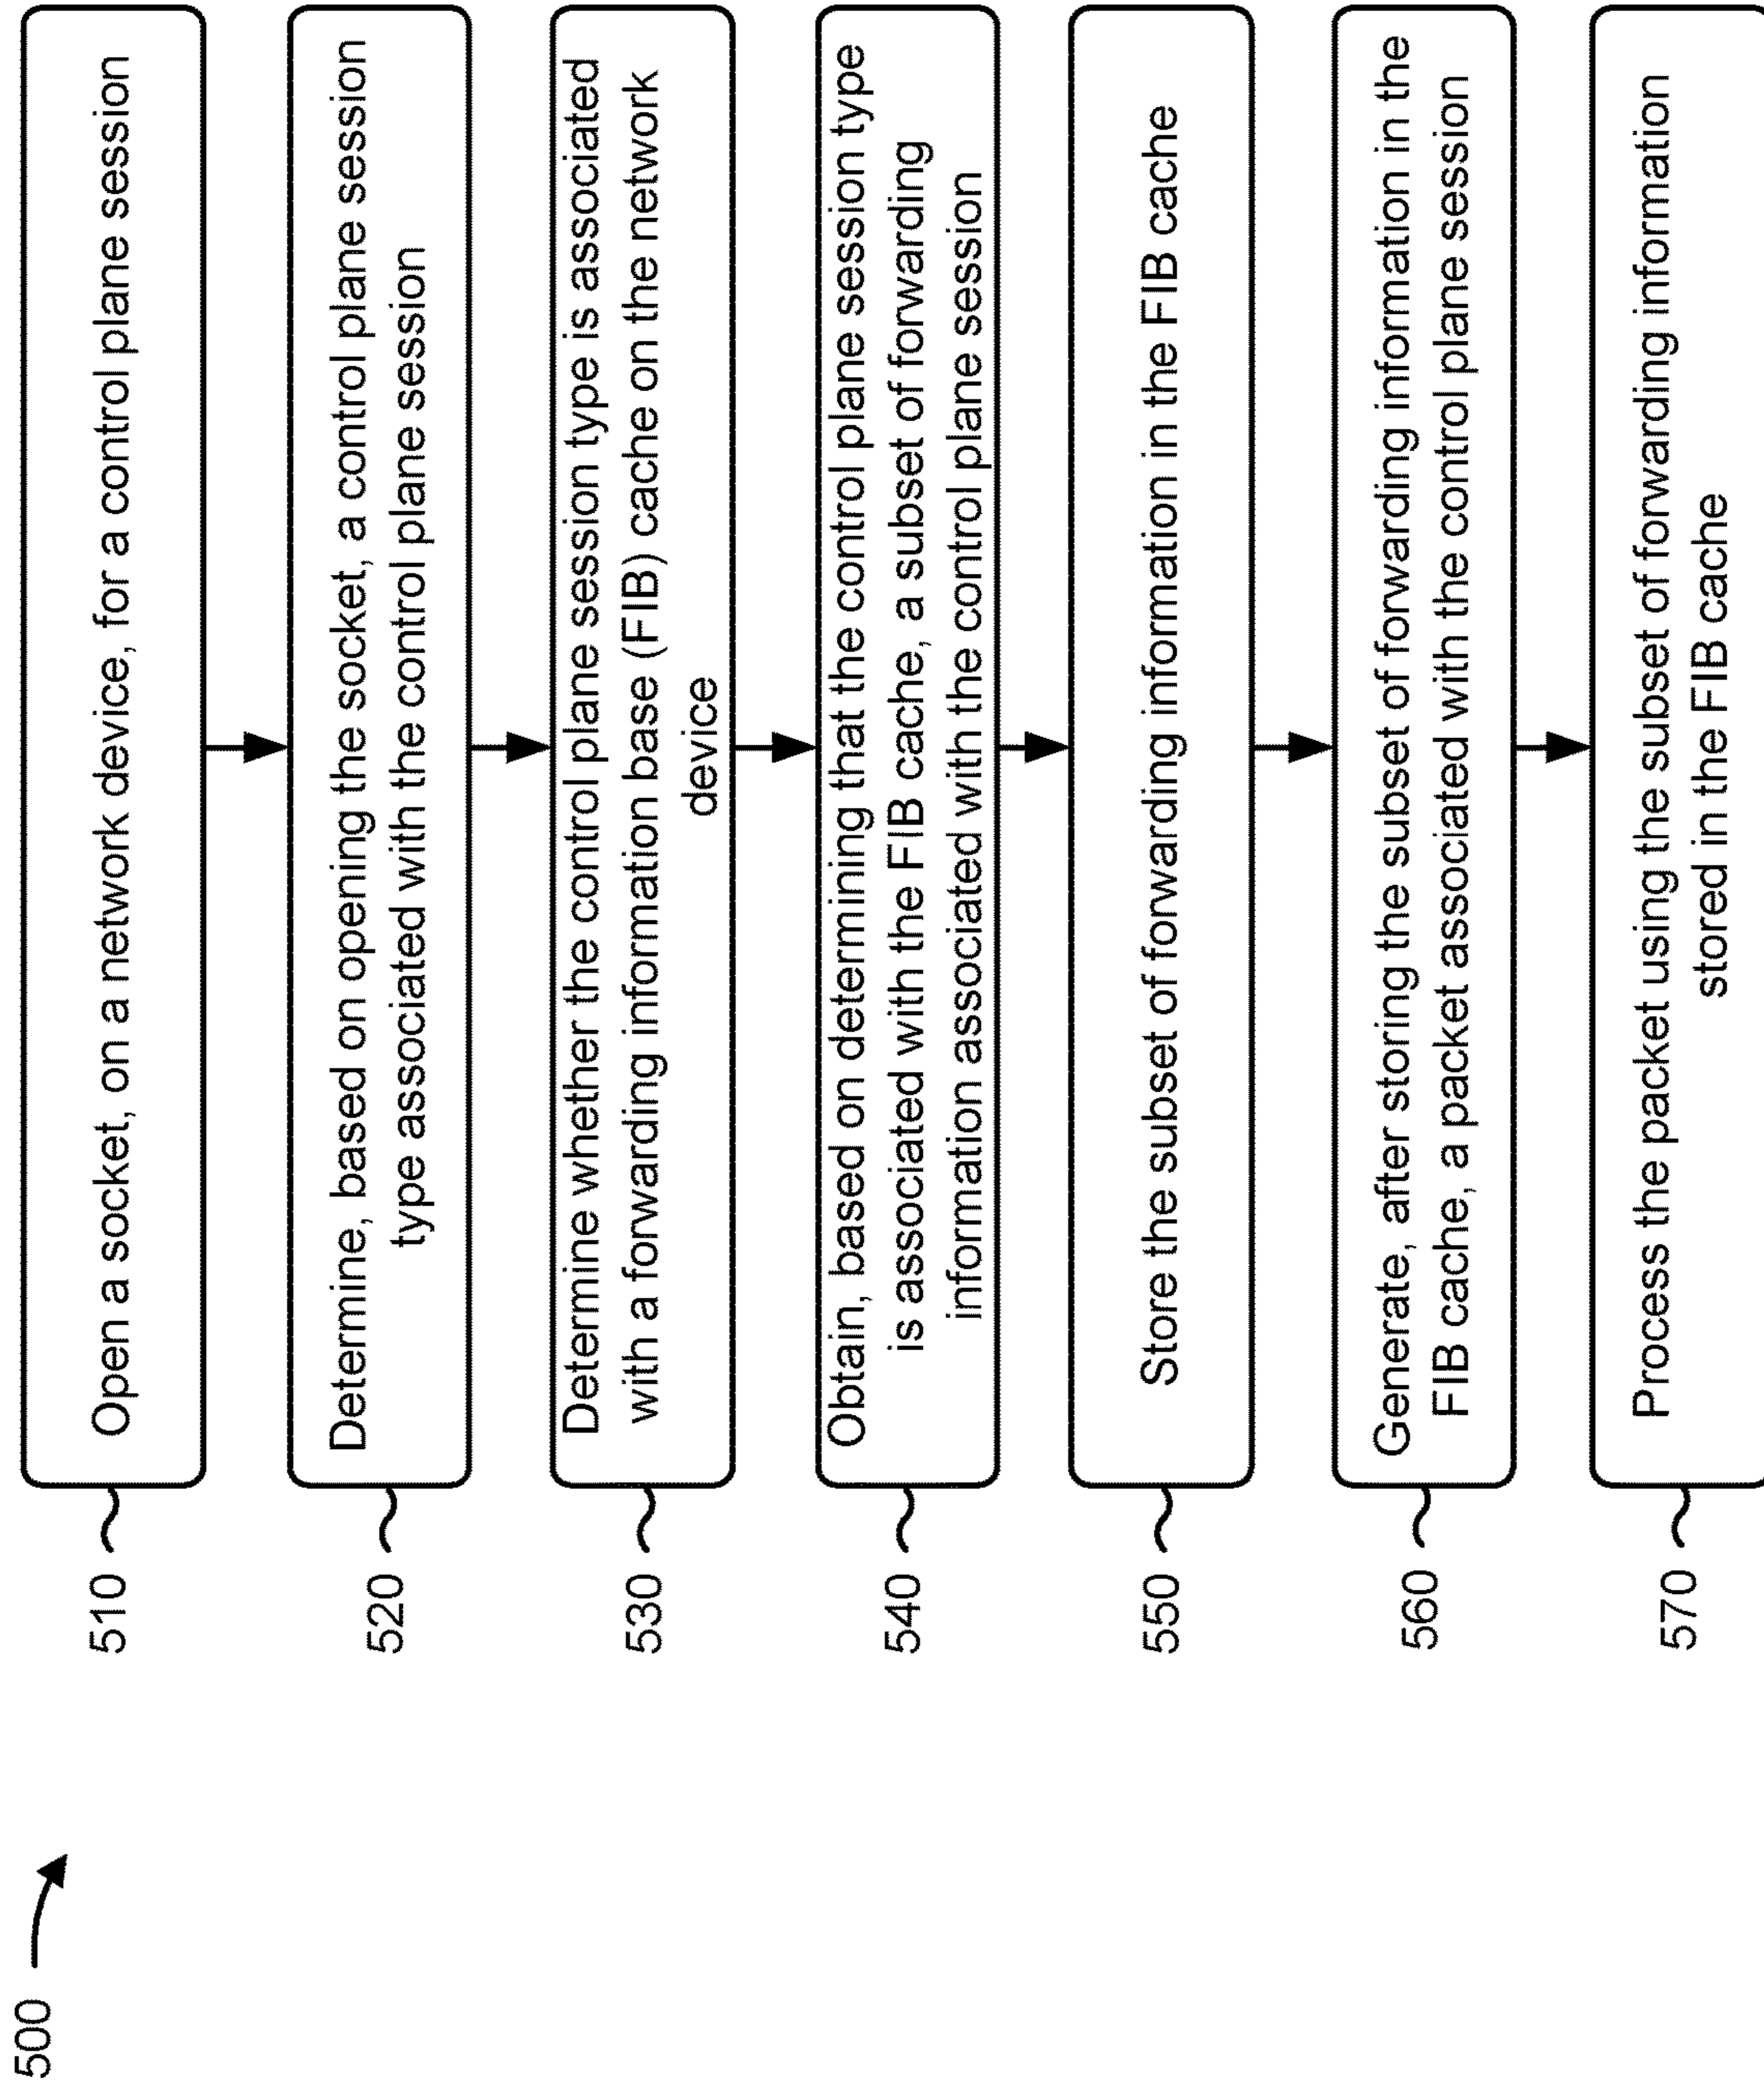 500
510
Open a socket, on a network device, for a control plane session
520
Determine, based on opening the socket, a control plane session
type associated with the control plane session
530
Determine whether the control plane session type is associated
with a forwarding information base (FIB) cache on the network
device
540
Obtain, based on determining that the control plane session type
is associated with the FIB cache, a subset of forwarding
information associated with the control plane session
550
Store the subset of forwarding information in the FIB cache
560
Generate, after storing the subset of forwarding information in the
FIB cache, a packet associated with the control plane session
570
Process the packet using the subset of forwarding information
stored in the FIB cache